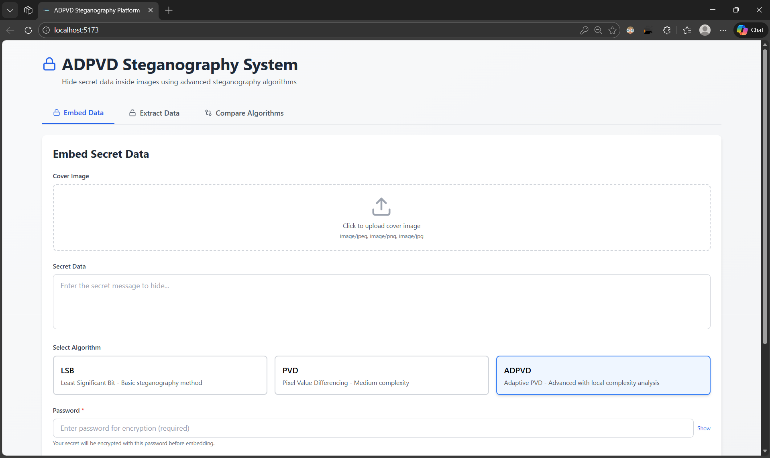 ADPVD Steganography Platform
localhost:5173
Chat
ADPVD Steganography System
Hide secret data inside images using advanced steganography algorithms
Embed Data
Extract Data
Compare Algorithms
Embed Secret Data
Cover Image
Click to upload cover image
image/jpeg, image/png, image/jpg
Secret Data
Enter the secret message to hide...
Select Algorithm
LSB
Least Significant Bit - Basic steganography method
PVD
Pixel Value Differencing - Medium complexity
ADPVD
Adaptive PVD - Advanced with local complexity analysis
Password *
Enter password for encryption (required)
Show
Your secret will be encrypted with this password before embedding.